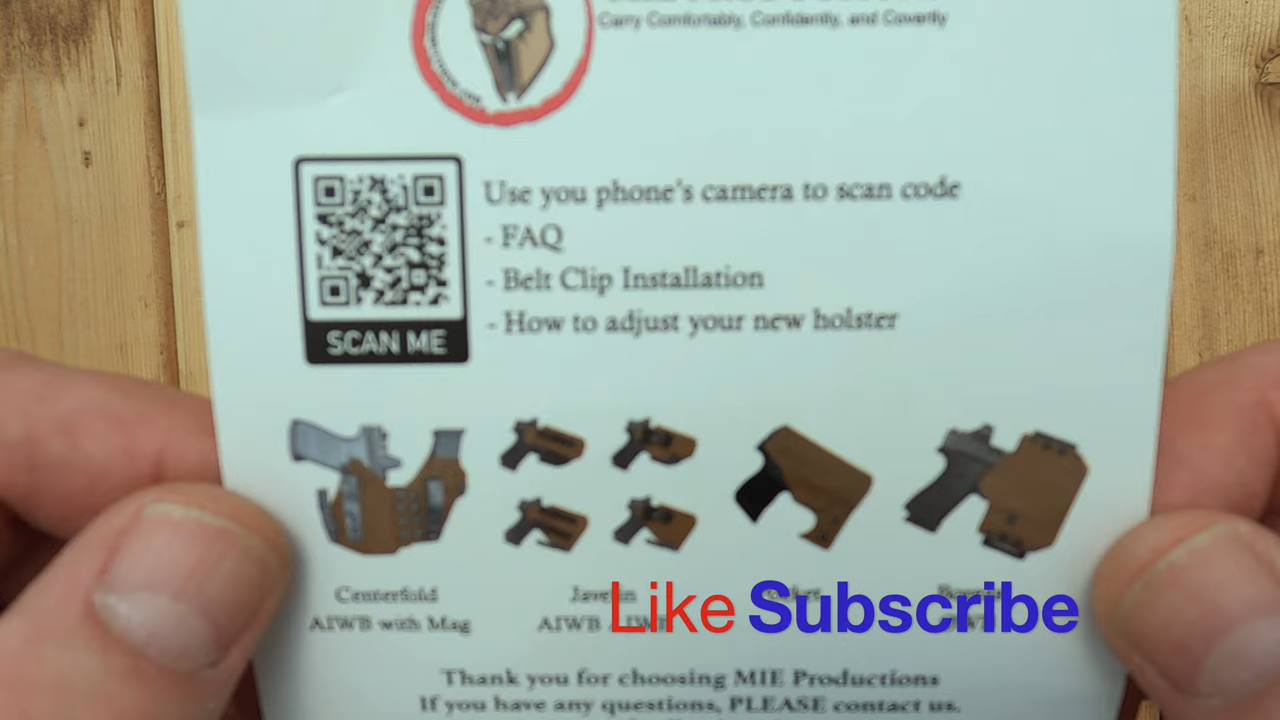 Carry Comfortably, Confidently, and Covertly
Use you phone's camera to scan code
- FAQ
- Belt Clip Installation
- How to adjust your new holster
SCAN ME
Centerfold
AIWB with Mag
Javelin
AIWB
Like Subscribe
Thank you for choosing MIE Productions
If you have any questions, PLEASE contact us.